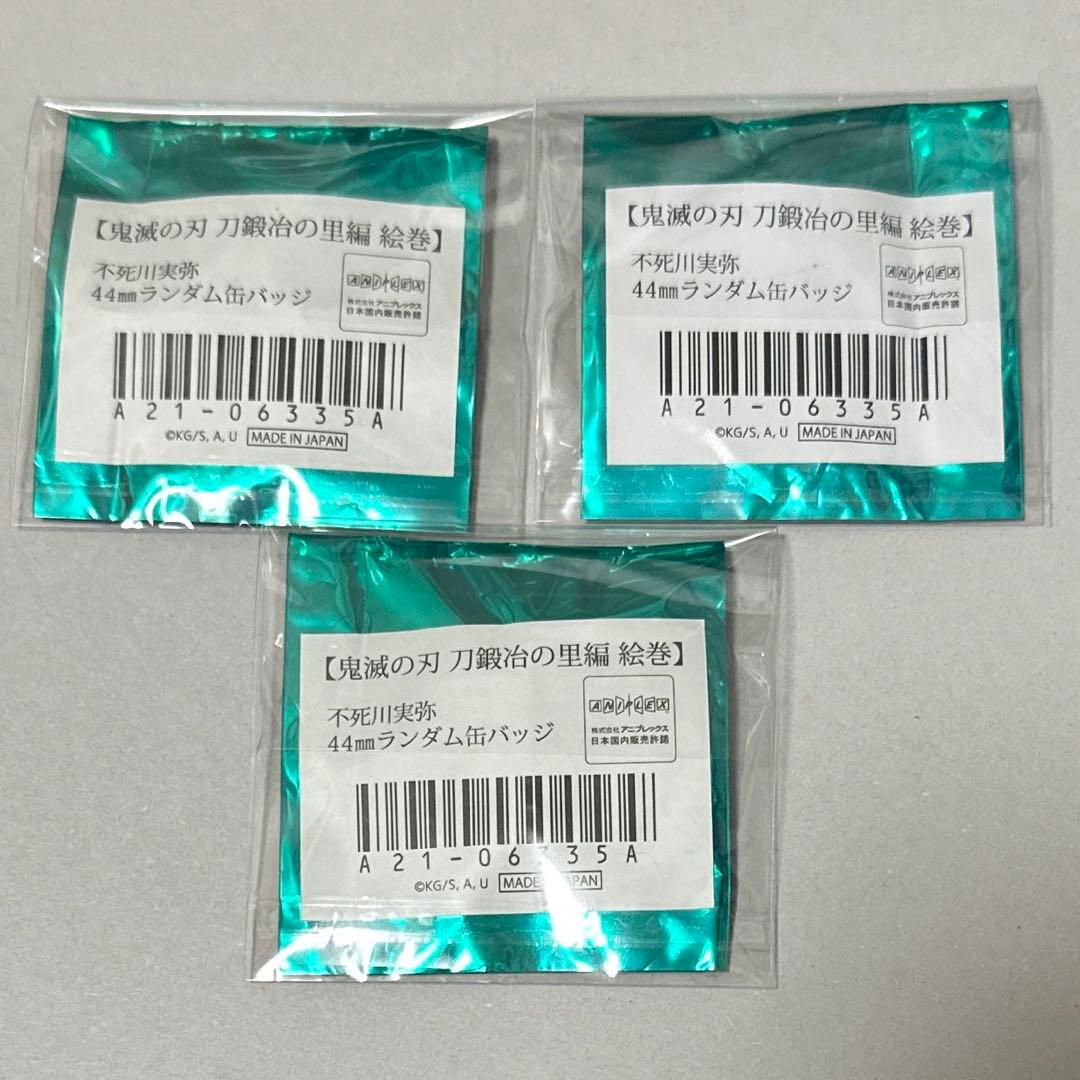 【鬼滅の刃 刀鍛冶の里編 絵巻】
不死川実弥
44㎜ランダム缶バッジ
ANIPLEX
株式会社 アニプレックス
日本国内販売許諾
A21-06335A
©KG/S, A, U MADE IN JAPAN
【鬼滅の刃 刀鍛冶の里編 絵巻】
不死川実弥
44㎜ランダム缶バッジ
ANIPLEX
株式会社 アニプレックス
日本国内販売許諾
A21-06335A
©KG/S, A, U MADE IN JAPAN
【鬼滅の刃 刀鍛冶の里編 絵巻】
不死川実弥
44㎜ランダム缶バッジ
ANIPLEX
株式会社 アニプレックス
日本国内販売許諾
A21-06335A
©KG/S, A, U MADE IN JAPAN